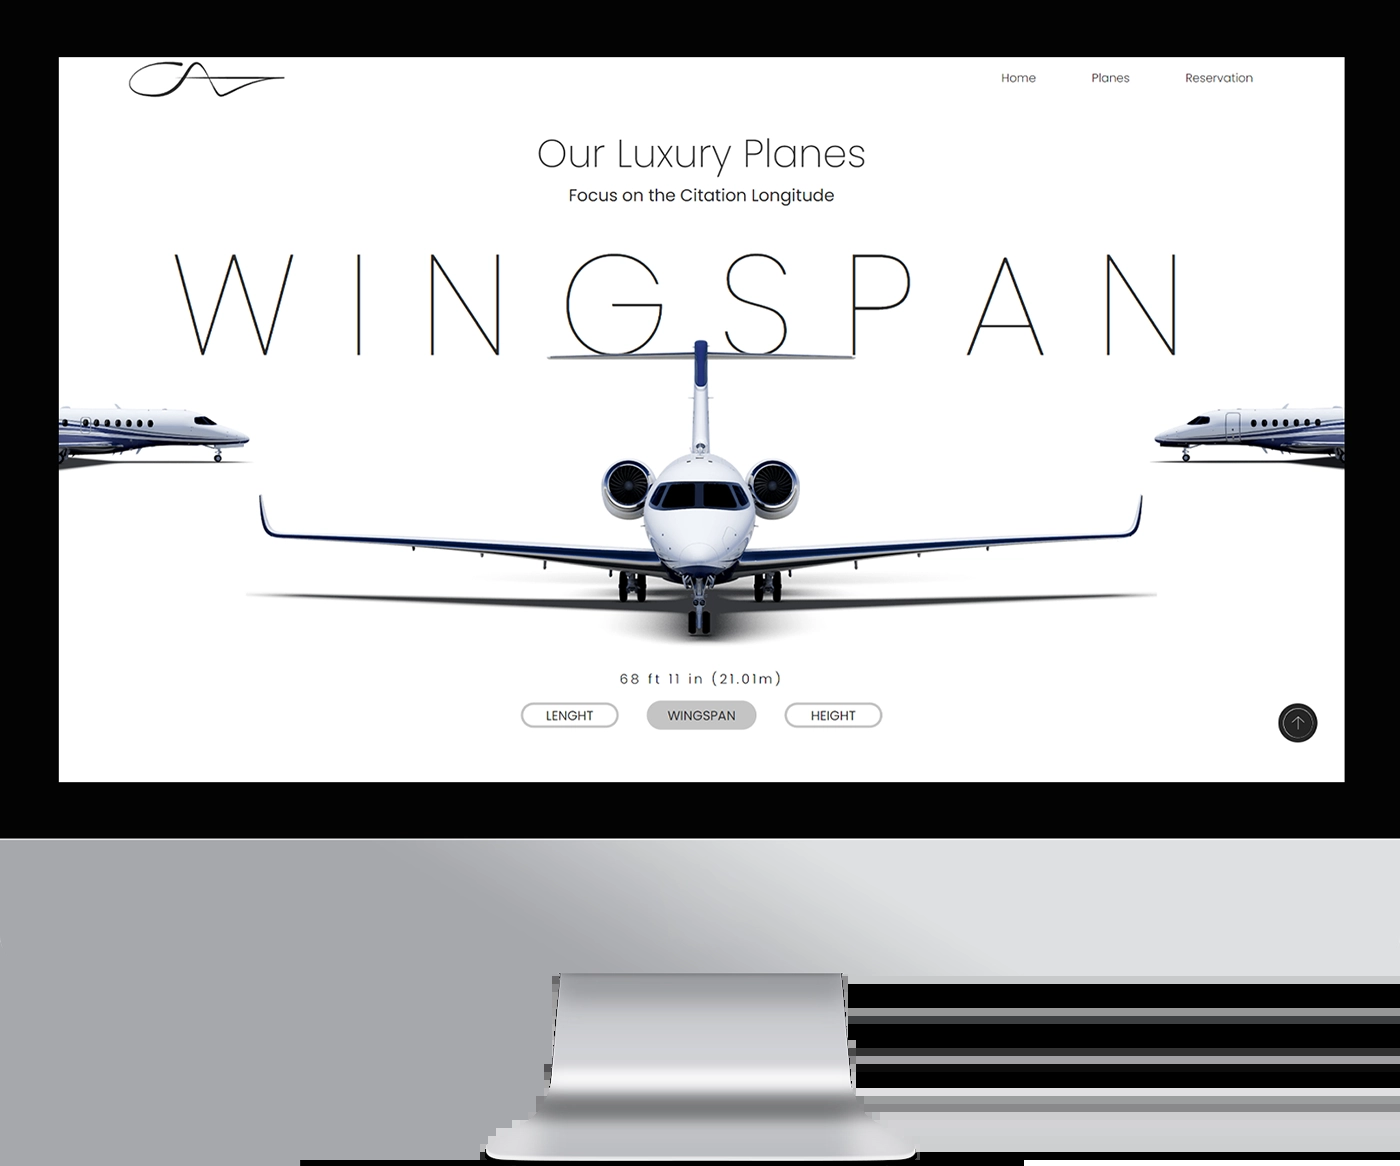 Home Planes Reservation
Our Luxury Planes
Focus on the Citation Longitude
WINGSPAN
68 ft 11 in (21.01m)
LENGHT WINGSPAN HEIGHT